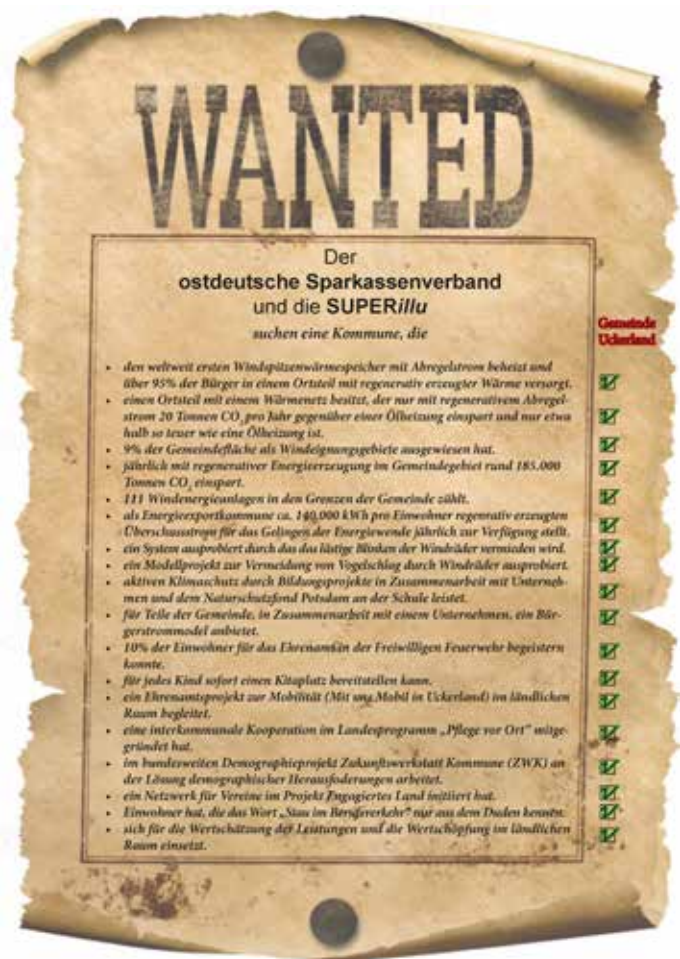 WANTED
Der
ostdeutsche Sparkassenverband
und die SUPERillu
suchen eine Kommune, die
Gemeinde
Uckerland
• den weltweit ersten Windspitzenwärmespeicher mit Abregelstrom beheizt und
über 95% der Bürger in einem Ortsteil mit regenerativ erzeugter Wärme versorgt.
• einen Ortsteil mit einem Wärmenetz besitzt, der nur mit regenerativem Abregel-
strom 20 Tonnen CO₂ pro Jahr gegenüber einer Ölheizung einspart und nur etwa
halb so teuer wie eine Ölheizung ist.
• 9% der Gemeindefläche als Windeignungsgebiete ausgewiesen hat.
• jährlich mit regenerativer Energieerzeugung im Gemeindegebiet rund 185.000
Tonnen CO₂ einspart.
• 111 Windenergieanlagen in den Grenzen der Gemeinde zählt.
• als Energieexportkommune ca. 140.000 kWh pro Einwohner regenrativ erzeugten
Überschussstrom für das Gelingen der Energiewende jährlich zur Verfügung stellt.
• ein System ausprobiert durch das das lästige Blinken der Windräder vermieden wird.
• ein Modellprojekt zur Vermeidung von Vogelschlag durch Windräder ausprobiert.
• aktiven Klimaschutz durch Bildungsprojekte in Zusammenarbeit mit Unterneh-
men und dem Naturschutzfond Potsdam an der Schule leistet.
• für Teile der Gemeinde, in Zusammenarbeit mit einem Unternehmen, ein Bür-
gerstrommodel anbietet.
• 10% der Einwohner für das Ehrenamt in der Freiwilligen Feuerwehr begeistern
konnte.
• für jedes Kind sofort einen Kitaplatz bereitstellen kann.
• ein Ehrenamtsprojekt zur Mobilität (Mit uns Mobil in Uckerland) im ländlichen
Raum begleitet.
• eine interkommunale Kooperation im Landesprogramm „Pflege vor Ort" mitge-
gründet hat.
• im bundesweiten Demographieprojekt Zukunftswerkstatt Kommune (ZWK) an
der Lösung demographischer Herausfoderungen arbeitet.
• ein Netzwerk für Vereine im Projekt Engagiertes Land initiiert hat.
• Einwohner hat, die das Wort „Stau im Berufsverkehr" nur aus dem Duden kennen.
• sich für die Wertschätzung der Leistungen und die Wertschöpfung im ländlichen
Raum einsetzt.